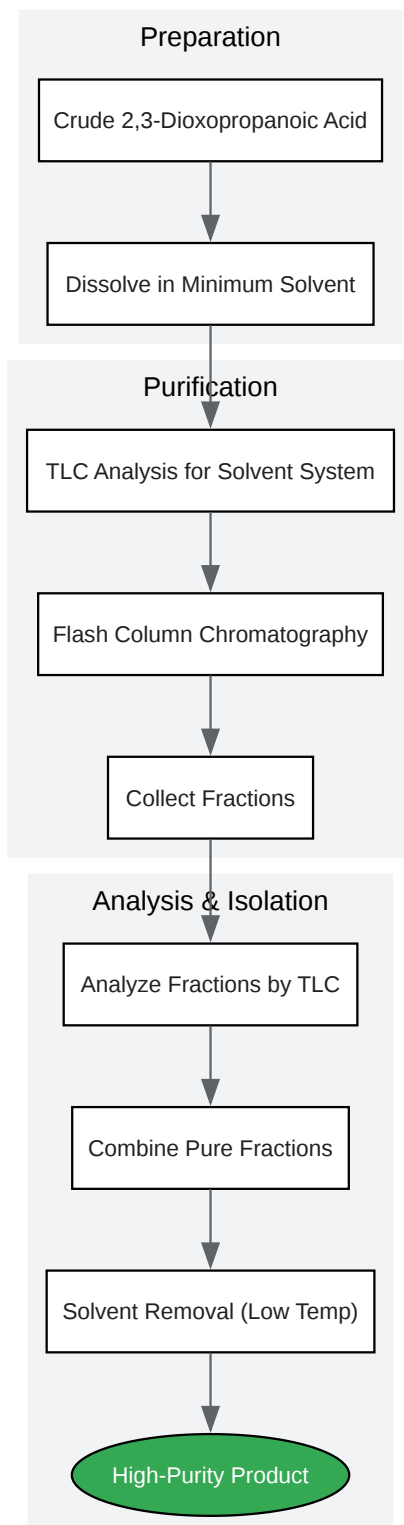 Preparation
Crude 2,3-Dioxopropanoic Acid
Dissolve in Minimum Solvent
Purification
TLC Analysis for Solvent System
Flash Column Chromatography
Collect Fractions
Analysis & Isolation
Analyze Fractions by TLC
Combine Pure Fractions
Solvent Removal (Low Temp)
High-Purity Product